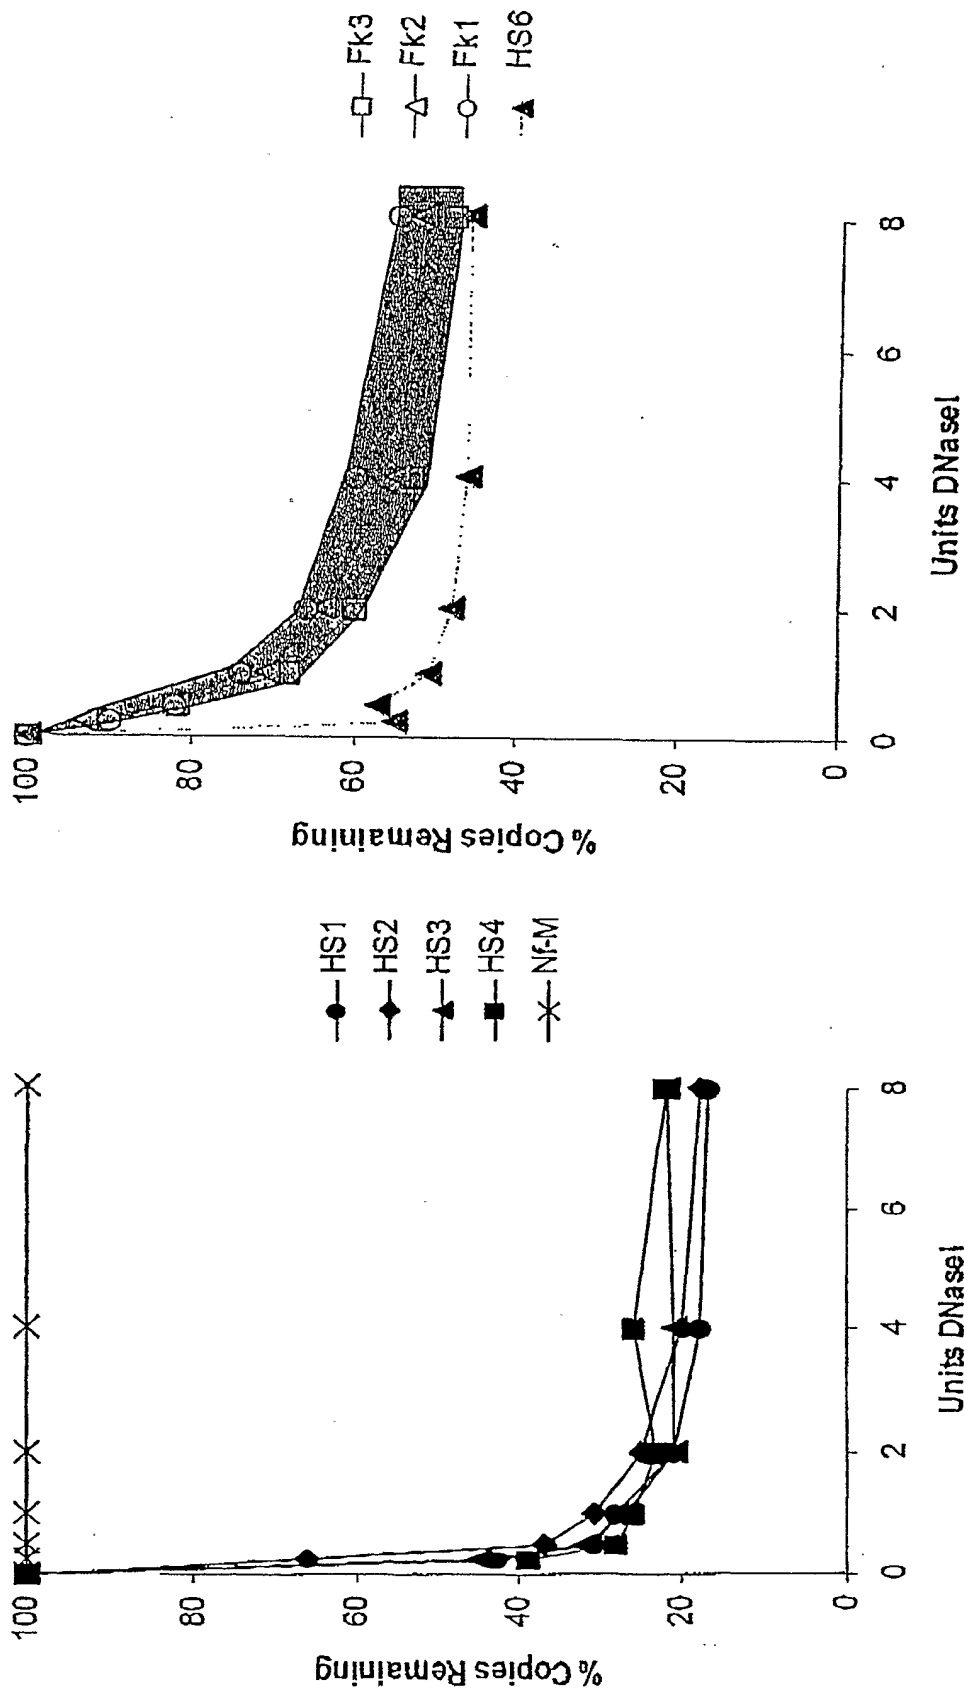 % Copies Remaining
100
80
60
40
20
0
0
2
4
6
8
Units DNaseI
HS1
HS2
HS3
HS4
Nf-M
% Copies Remaining
100
80
60
40
20
0
0
2
4
6
8
Units DNaseI
Fk3
Fk2
Fk1
HS6